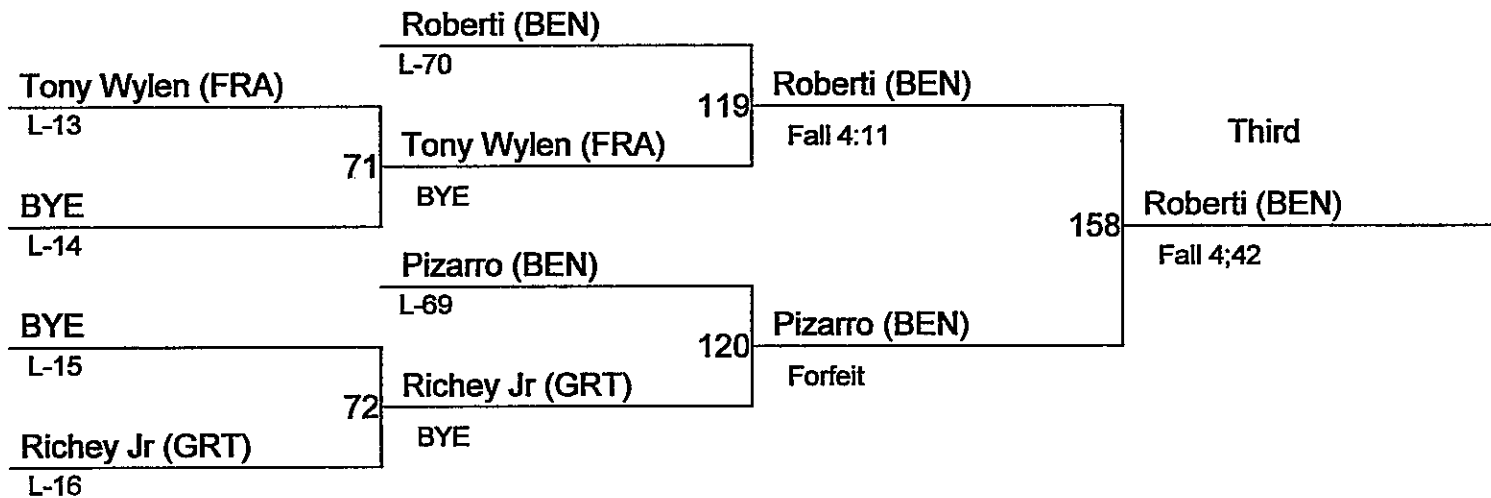 Roberti (BEN)
L-70
Tony Wylen (FRA)
L-13
119
Roberti (BEN)
Fall 4:11
Third
71
Tony Wylen (FRA)
BYE
BYE
L-14
158
Roberti (BEN)
Fall 4;42
Pizarro (BEN)
L-69
BYE
L-15
120
Pizarro (BEN)
Forfeit
72
Richey Jr (GRT)
BYE
Richey Jr (GRT)
L-16